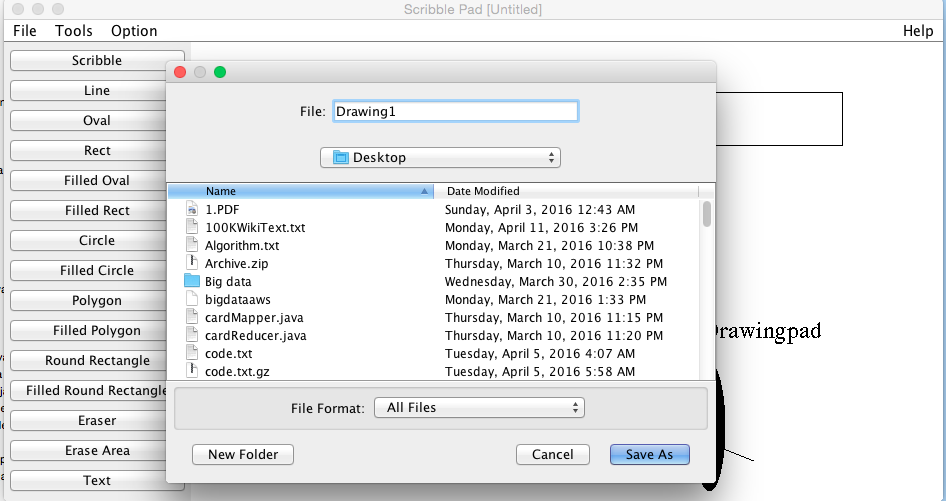 Scribble Pad [Untitled]
File Tools Option Help
Scribble
Line
Oval
Rect
Filled Oval
Filled Rect
Circle
Filled Circle
Polygon
Filled Polygon
Round Rectangle
Filled Round Rectangle
Eraser
Erase Area
Text
File: Drawing1
Desktop
Name Date Modified
1.PDF Sunday, April 3, 2016 12:43 AM
100KWikiText.txt Monday, April 11, 2016 3:26 PM
Algorithm.txt Monday, March 21, 2016 10:38 PM
Archive.zip Thursday, March 10, 2016 11:32 PM
Big data Wednesday, March 30, 2016 2:35 PM
bigdataaws Monday, March 21, 2016 1:33 PM
cardMapper.java Thursday, March 10, 2016 11:15 PM
cardReducer.java Thursday, March 10, 2016 11:20 PM
code.txt Tuesday, April 5, 2016 4:07 AM
code.txt.gz Tuesday, April 5, 2016 5:58 AM
File Format: All Files
New Folder Cancel Save As
Drawingpad